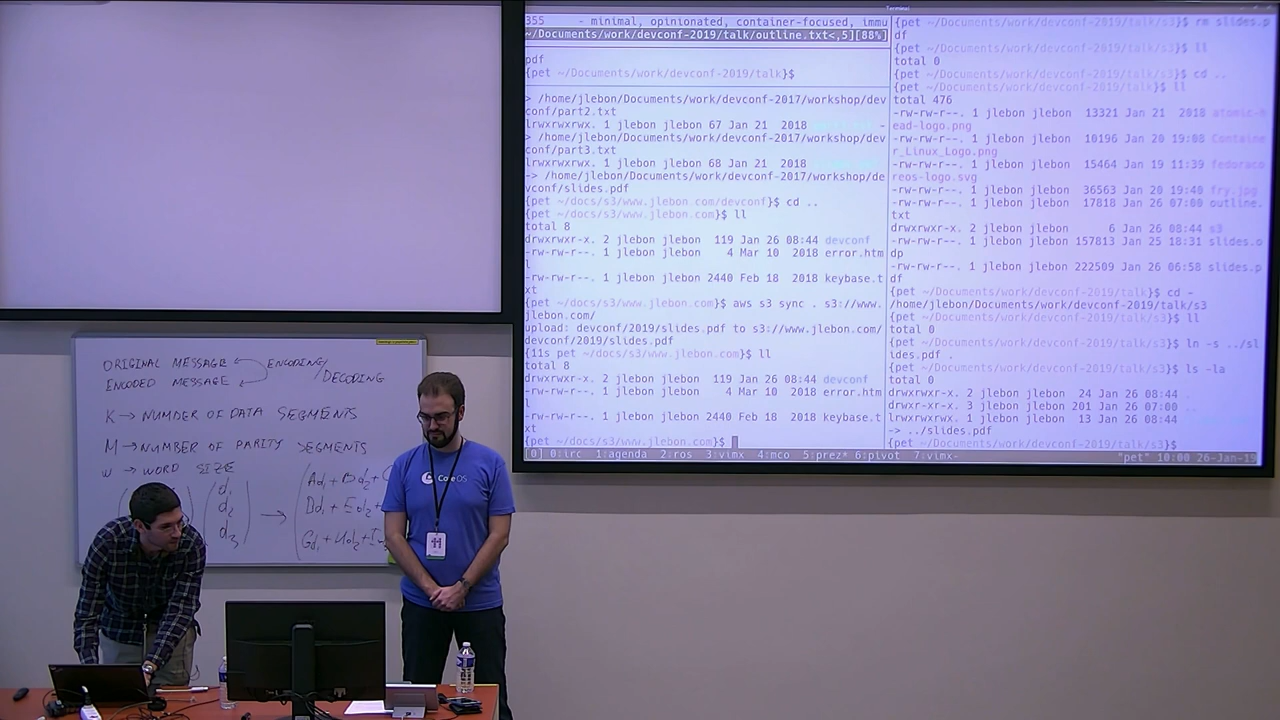 Terminal
355     - minimal, opinionated, container-focused, immu
~/Documents/work/devconf-2019/talk/outline.txt<,5][88%]
pdf
{pet ~/Documents/work/devconf-2019/talk}$
> /home/jlebon/Documents/work/devconf-2017/workshop/dev
conf/part2.txt
lrwxrwxrwx. 1 jlebon jlebon 67 Jan 21  2018
> /home/jlebon/Documents/work/devconf-2017/workshop/dev
conf/part3.txt
lrwxrwxrwx. 1 jlebon jlebon 68 Jan 21  2018
-> /home/jlebon/Documents/work/devconf-2017/workshop/de
vconf/slides.pdf
{pet ~/docs/s3/www.jlebon.com/devconf}$ cd ..
{pet ~/docs/s3/www.jlebon.com}$ ll
total 8
drwxrwxr-x. 2 jlebon jlebon  119 Jan 26 08:44 devconf
-rw-rw-r--. 1 jlebon jlebon    4 Mar 10  2018 error.htm
l
-rw-rw-r--. 1 jlebon jlebon 2440 Feb 18  2018 keybase.t
xt
{pet ~/docs/s3/www.jlebon.com}$ aws s3 sync . s3://www.
jlebon.com/
upload: devconf/2019/slides.pdf to s3://www.jlebon.com/
devconf/2019/slides.pdf
{11s pet ~/docs/s3/www.jlebon.com}$ ll
total 8
drwxrwxr-x. 2 jlebon jlebon  119 Jan 26 08:44 devconf
-rw-rw-r--. 1 jlebon jlebon    4 Mar 10  2018 error.htm
l
-rw-rw-r--. 1 jlebon jlebon 2440 Feb 18  2018 keybase.t
xt
{pet ~/docs/s3/www.jlebon.com}$
{pet ~/Documents/work/devconf-2019/talk/s3}$ rm slides.p
df
{pet ~/Documents/work/devconf-2019/talk/s3}$ ll
total 0
{pet ~/Documents/work/devconf-2019/talk/s3}$ cd ..
{pet ~/Documents/work/devconf-2019/talk}$ ll
total 476
-rw-rw-r--. 1 jlebon jlebon  13321 Jan 21  2018 atomic-h
ead-logo.png
-rw-rw-r--. 1 jlebon jlebon  10196 Jan 20 19:08 Containe
r_Linux_Logo.png
-rw-rw-r--. 1 jlebon jlebon  15464 Jan 19 11:39 fedoraco
reos-logo.svg
-rw-rw-r--. 1 jlebon jlebon  36563 Jan 20 19:40 fry.jpg
-rw-rw-r--. 1 jlebon jlebon  17818 Jan 26 07:00 outline.
txt
drwxrwxr-x. 2 jlebon jlebon      6 Jan 26 08:44 s3
-rw-rw-r--. 1 jlebon jlebon 157813 Jan 25 18:31 slides.o
dp
-rw-rw-r--. 1 jlebon jlebon 222509 Jan 26 06:58 slides.p
df
{pet ~/Documents/work/devconf-2019/talk}$ cd -
/home/jlebon/Documents/work/devconf-2019/talk/s3
{pet ~/Documents/work/devconf-2019/talk/s3}$ ll
total 0
{pet ~/Documents/work/devconf-2019/talk/s3}$ ln -s ../sl
ides.pdf .
{pet ~/Documents/work/devconf-2019/talk/s3}$ ls -la
total 0
drwxrwxr-x. 2 jlebon jlebon  24 Jan 26 08:44 .
drwxrwxr-x. 3 jlebon jlebon 201 Jan 26 07:00 ..
lrwxrwxrwx. 1 jlebon jlebon  13 Jan 26 08:44
-> ../slides.pdf
{pet ~/Documents/work/devconf-2019/talk/s3}$
[0] 0:irc  1:agenda  2:ros  3:vimx  4:mco  5:prez* 6:pivot  7:vimx-
"pet" 10:00 26-Jan-19
ORIGINAL MESSAGE
ENCODED MESSAGE
ENCODING/
DECODING
K → NUMBER OF DATA SEGMENTS
M → NUMBER OF PARITY SEGMENTS
w → WORD SIZE
d1
d2
d3
→
Ad1 + Bd2 +
Dd1 + Ed2 +
Gd1 + Hd2 + I
CoreOS